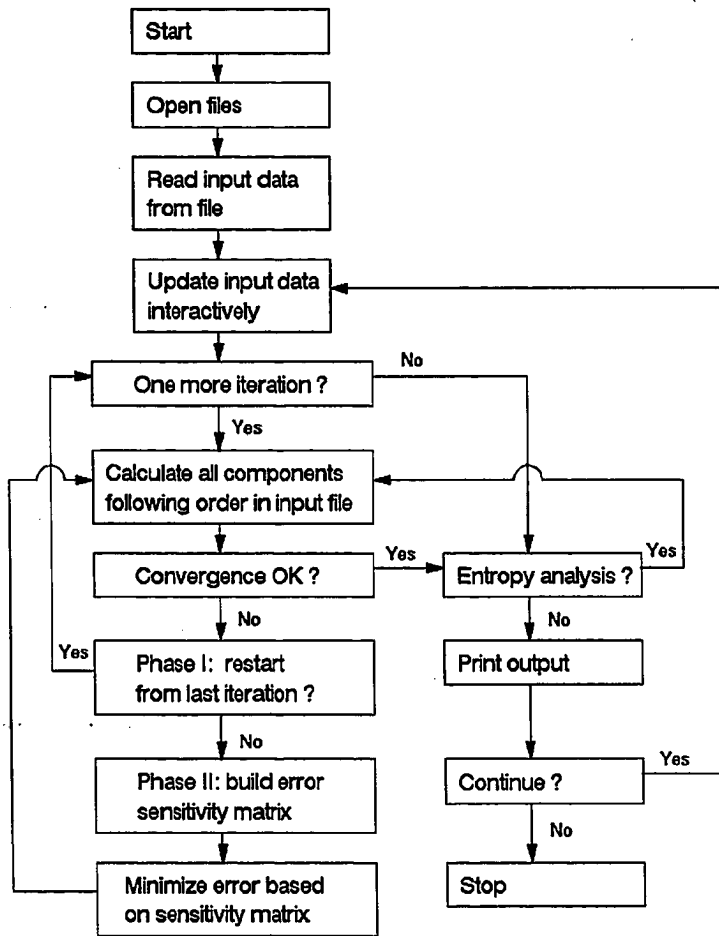 Start
Open files
Read input data
from file
Update input data
interactively
One more iteration ?
No
Yes
Calculate all components
following order in input file
Convergence OK ?
Yes
Entropy analysis ?
Yes
No
No
Yes
Phase I: restart
from last iteration ?
Print output
No
Phase II: build error
sensitivity matrix
Continue ?
Yes
No
Minimize error based
on sensitivity matrix
Stop